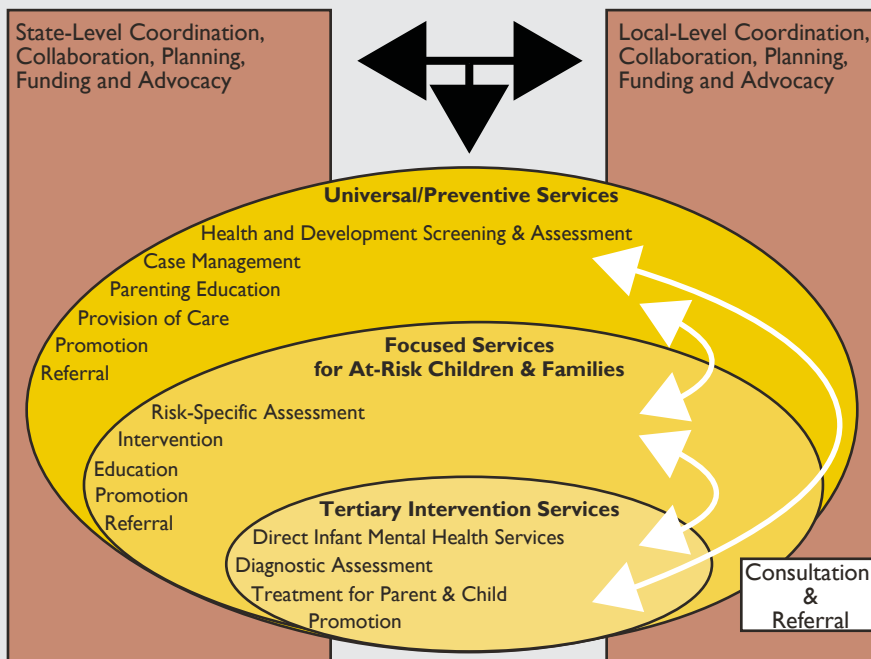 State-Level Coordination,
Collaboration, Planning,
Funding and Advocacy
Local-Level Coordination,
Collaboration, Planning,
Funding and Advocacy
Universal/Preventive Services
Health and Development Screening & Assessment
Case Management
Parenting Education
Provision of Care
Promotion
Referral
Focused Services
for At-Risk Children & Families
Risk-Specific Assessment
Intervention
Education
Promotion
Referral
Tertiary Intervention Services
Direct Infant Mental Health Services
Diagnostic Assessment
Treatment for Parent & Child
Promotion
Consultation
&
Referral